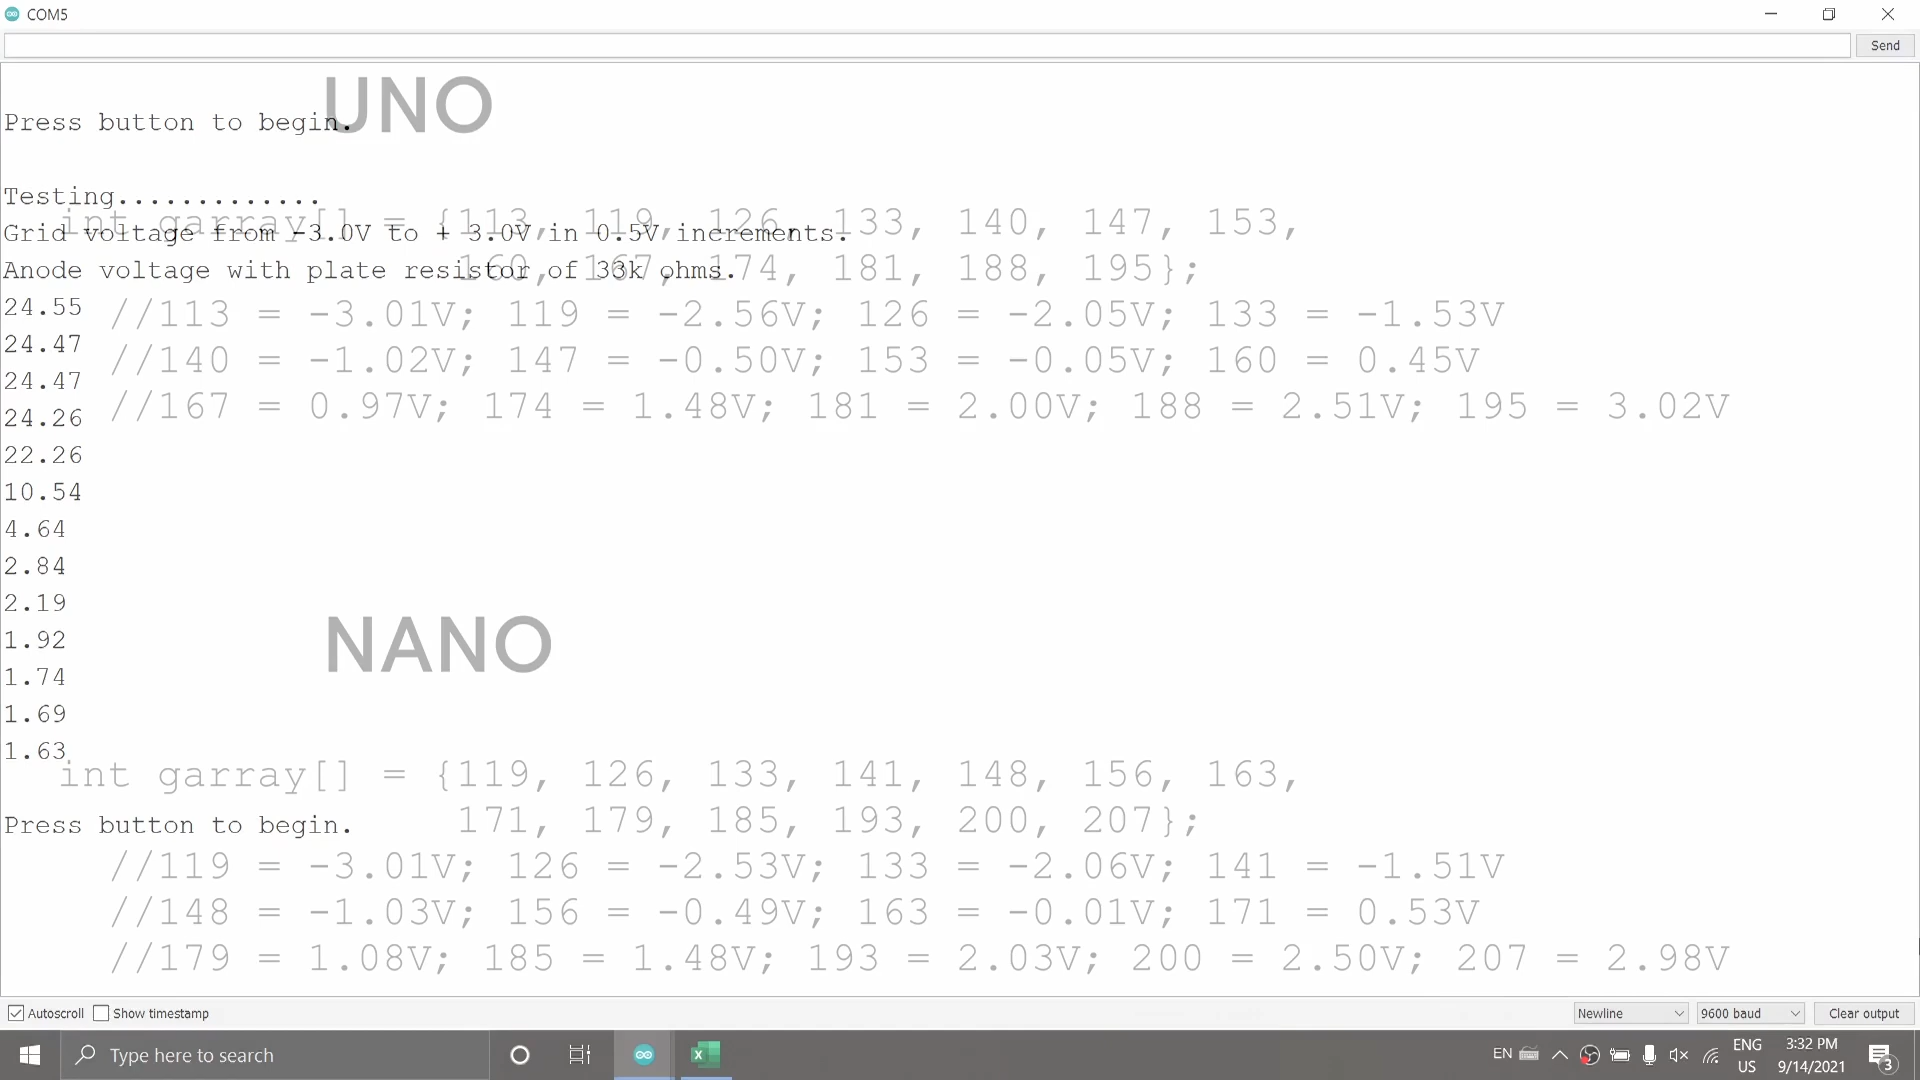 COM5
Send
UNO
Press button to begin.
Testing.............
int garray[] = {113, 119, 126, 133, 140, 147, 153,
Grid voltage from -3.0V to + 3.0V in 0.5V increments.
160, 167, 174, 181, 188, 195};
Anode voltage with plate resistor of 33k ohms.
24.55
//113 = -3.01V; 119 = -2.56V; 126 = -2.05V; 133 = -1.53V
24.47
//140 = -1.02V; 147 = -0.50V; 153 = -0.05V; 160 = 0.45V
24.47
//167 = 0.97V; 174 = 1.48V; 181 = 2.00V; 188 = 2.51V; 195 = 3.02V
24.26
22.26
10.54
4.64
2.84
2.19
1.92
NANO
1.74
1.69
1.63
int garray[] = {119, 126, 133, 141, 148, 156, 163,
171, 179, 185, 193, 200, 207};
Press button to begin.
//119 = -3.01V; 126 = -2.53V; 133 = -2.06V; 141 = -1.51V
//148 = -1.03V; 156 = -0.49V; 163 = -0.01V; 171 = 0.53V
//179 = 1.08V; 185 = 1.48V; 193 = 2.03V; 200 = 2.50V; 207 = 2.98V
Autoscroll Show timestamp Newline 9600 baud Clear output
Type here to search
EN
ENG
US
3:32 PM
9/14/2021
3